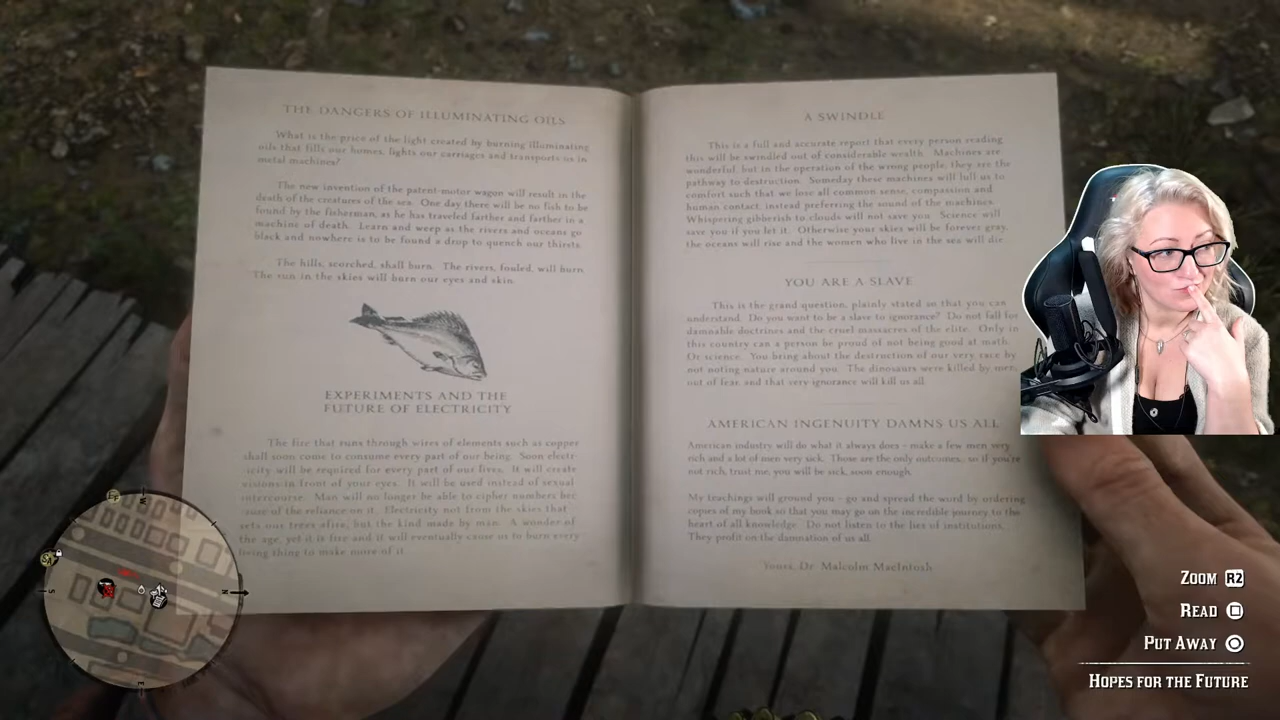 THE DANGERS OF ILLUMINATING OILS
What is the price of the light created by burning illuminating
oils that fills our homes, lights our carriages and transports us in
metal machines?
The new invention of the patent-motor wagon will result in the
death of the creatures of the sea. One day there will be no fish to be
found by the fisherman, as he has traveled farther and farther in a
machine of death. Learn and weep as the rivers and oceans go
black and nowhere is to be found a drop to quench our thirsts.
The hills, scorched, shall burn. The rivers, fouled, will burn.
The sun in the skies will burn our eyes and skin.
EXPERIMENTS AND THE
FUTURE OF ELECTRICITY
The fire that runs through wires of elements such as copper
shall soon come to consume every part of our being. Soon electr-
icity will be required for every part of our lives. It will create
visions in front of your eyes. It will be used instead of sexual
intercourse. Man will no longer be able to cipher numbers bec-
ause of the reliance on it. Electricity not from the skies that
sets our trees afire, but the kind made by man. A wonder of
the age, yet it is fire and it will eventually cause us to burn every
living thing to make more of it.
A SWINDLE
This is a full and accurate report that every person reading
this will be swindled out of considerable wealth. Machines are
wonderful, but in the operation of the wrong people, they are the
pathway to destruction. Someday these machines will lull us to
comfort such that we lose all common sense, compassion and
human contact, instead preferring the sound of the machines.
Whispering gibberish to clouds will not save you. Science will
save you if you let it. Otherwise your skies will be forever gray,
the oceans will rise and the women who live in the sea will die.
YOU ARE A SLAVE
This is the grand question, plainly stated so that you can
understand. Do you want to be a slave to ignorance? Do not fall for
damnable doctrines and the cruel massacres of the elite. Only in
this country can a person be proud of not being good at math.
Or science. You bring about the destruction of our very race by
not noting nature around you. The dinosaurs were killed by men,
out of fear, and that very ignorance will kill us all.
AMERICAN INGENUITY DAMNS US ALL
American industry will do what it always does - make a few men very
rich and a lot of men very sick. Those are the only outcomes, so if you're
not rich, trust me, you will be sick, soon enough.
My teachings will ground you - go and spread the word by ordering
copies of my book so that you may go on the incredible journey to the
heart of all knowledge. Do not listen to the lies of institutions.
They profit on the damnation of us all.
Yours, Dr. Malcolm MacIntosh
ZOOM R2
READ
PUT AWAY
HOPES FOR THE FUTURE